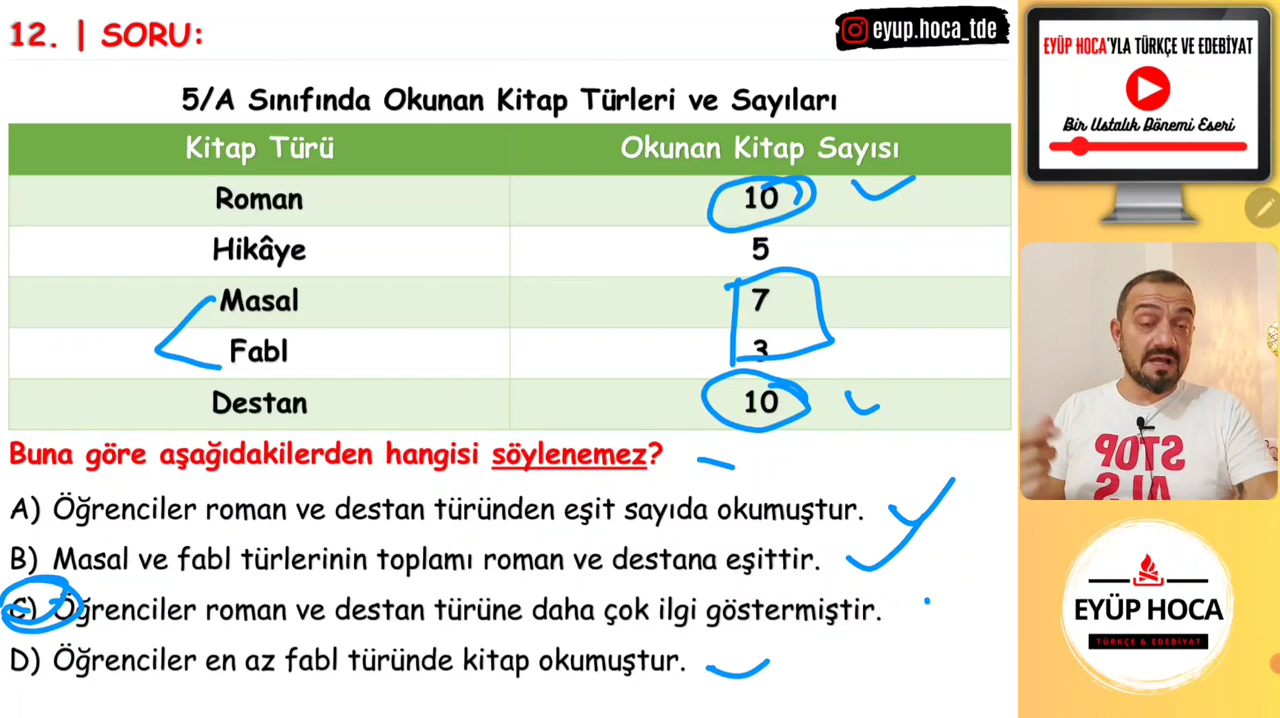 12. | SORU:
eyup.hoca_tde
5/A Sınıfında Okunan Kitap Türleri ve Sayıları
Kitap Türü Okunan Kitap Sayısı
Roman 10
Hikâye 5
Masal 7
Fabl 3
Destan 10
Buna göre aşağıdakilerden hangisi söylenemez?
A) Öğrenciler roman ve destan türünden eşit sayıda okumuştur.
B) Masal ve fabl türlerinin toplamı roman ve destana eşittir.
C) Öğrenciler roman ve destan türüne daha çok ilgi göstermiştir.
D) Öğrenciler en az fabl türünde kitap okumuştur.
EYÜP HOCA'YLA TÜRKÇE VE EDEBİYAT
Bir Ustalık Dönemi Eseri
STOP
EYÜP HOCA
TÜRKÇE & EDEBİYAT